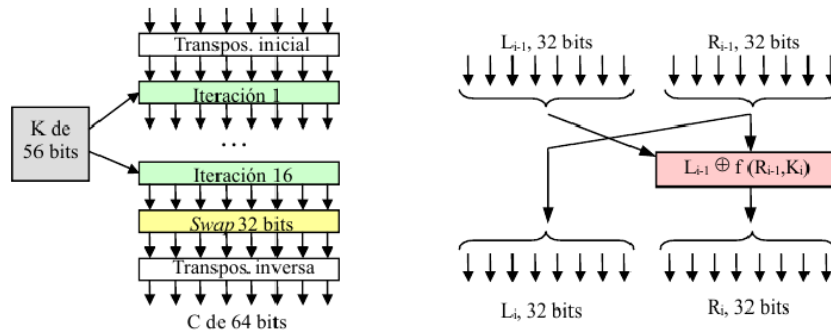 Transpos. inicial
Iteración 1
K de
56 bits
...
Iteración 16
Swap 32 bits
Transpos. inversa
C de 64 bits
Li-1, 32 bits
Ri-1, 32 bits
Li-1 ⊕ f (Ri-1,Ki)
Li, 32 bits
Ri, 32 bits